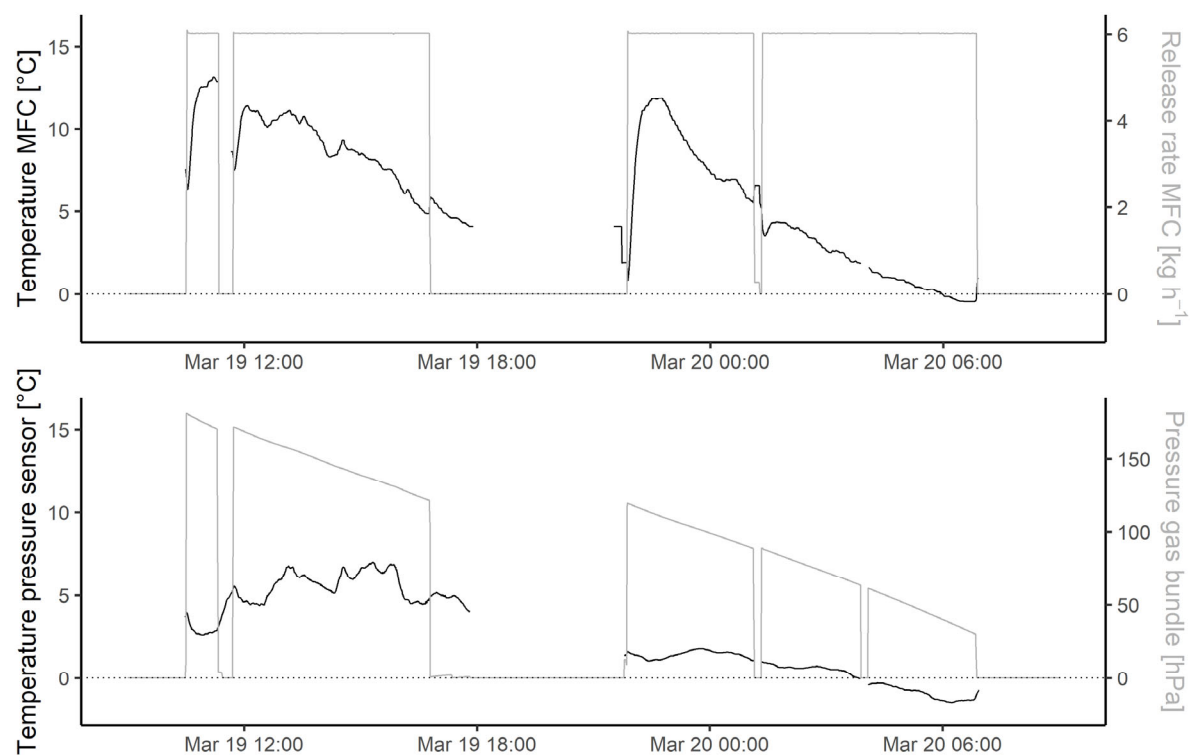 Temperature MFC [°C]
15
10
5
0
6
4
2
0
Release rate MFC [kg h⁻¹]
Mar 19 12:00
Mar 19 18:00
Mar 20 00:00
Mar 20 06:00
Temperature pressure sensor [°C]
15
10
5
0
150
100
50
0
Pressure gas bundle [hPa]
Mar 19 12:00
Mar 19 18:00
Mar 20 00:00
Mar 20 06:00